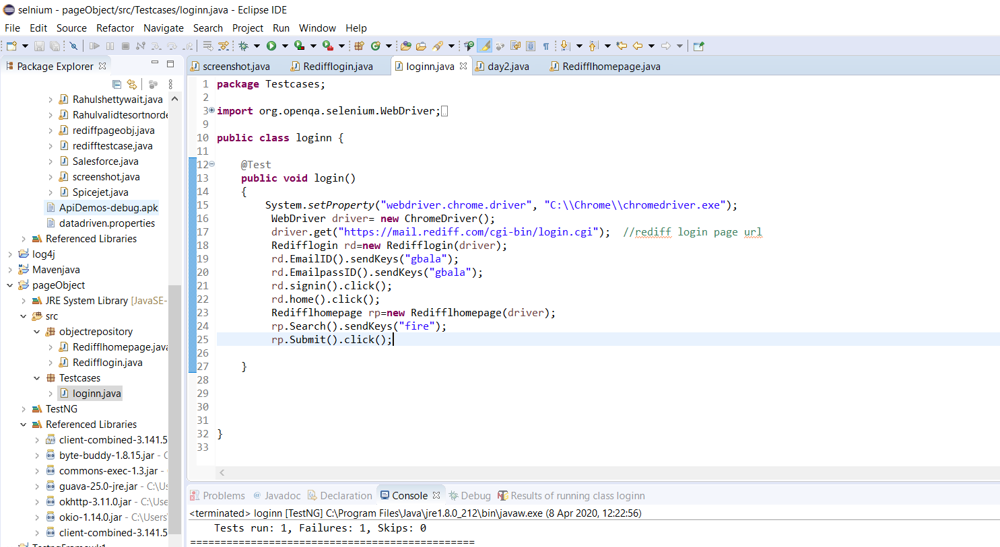 selnium - pageObject/src/Testcases/loginn.java - Eclipse IDE
File Edit Source Refactor Navigate Search Project Run Window Help
Package Explorer
Rahulshettywait.java
Rahulvalidtesortnorde
rediffpageobj.java
redifftestcase.java
Salesforce.java
screenshot.java
Spicejet.java
ApiDemos-debug.apk
datadriven.properties
Referenced Libraries
log4j
Mavenjava
pageObject
JRE System Library [JavaSE-
src
objectrepository
Redifflhomepage.java
Redifflogin.java
Testcases
loginn.java
TestNG
Referenced Libraries
client-combined-3.141.5
byte-buddy-1.8.15.jar - C
commons-exec-1.3.jar -
guava-25.0-jre.jar - C:\Us
okhttp-3.11.0.jar - C:\Use
okio-1.14.0.jar - C:\Users
client-combined-3.141.5
screenshot.java Redifflogin.java loginn.java day2.java Redifflhomepage.java
1 package Testcases;
2
3 import org.openqa.selenium.WebDriver;
9
10 public class loginn {
11
12 @Test
13 public void login()
14 {
15 System.setProperty("webdriver.chrome.driver", "C:\\Chrome\\chromedriver.exe");
16 WebDriver driver= new ChromeDriver();
17 driver.get("https://mail.rediff.com/cgi-bin/login.cgi"); //rediff login page url
18 Redifflogin rd=new Redifflogin(driver);
19 rd.EmailID().sendKeys("gbala");
20 rd.EmailpassID().sendKeys("gbala");
21 rd.signin().click();
22 rd.home().click();
23 Redifflhomepage rp=new Redifflhomepage(driver);
24 rp.Search().sendKeys("fire");
25 rp.Submit().click();
26
27 }
28
29
30
31
32 }
33
Problems Javadoc Declaration Console Debug Results of running class loginn
<terminated> loginn [TestNG] C:\Program Files\Java\jre1.8.0_212\bin\javaw.exe (8 Apr 2020, 12:22:56)
Tests run: 1, Failures: 1, Skips: 0
===============================================